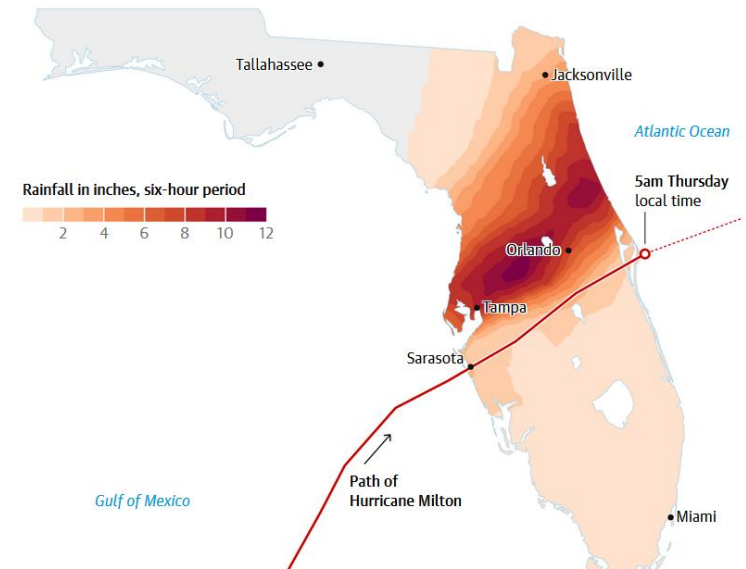 Tallahassee
Jacksonville
Atlantic Ocean
Rainfall in inches, six-hour period
2 4 6 8 10 12
5am Thursday
local time
Orlando
Tampa
Sarasota
Path of
Hurricane Milton
Gulf of Mexico
Miami